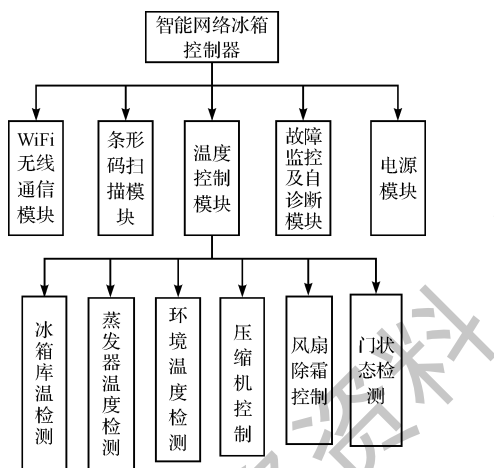 智能网络冰箱
控制器
WiFi
无线
通信
模块
条形
码扫
描模
块
温度
控制
模块
故障
监控
及自
诊断
模块
电源
模块
冰
箱
库
温
检
测
蒸
发
器
温
度
检
测
环
境
温
度
检
测
压
缩
机
控
制
风扇
除霜
控制
门状
态检
测
资料